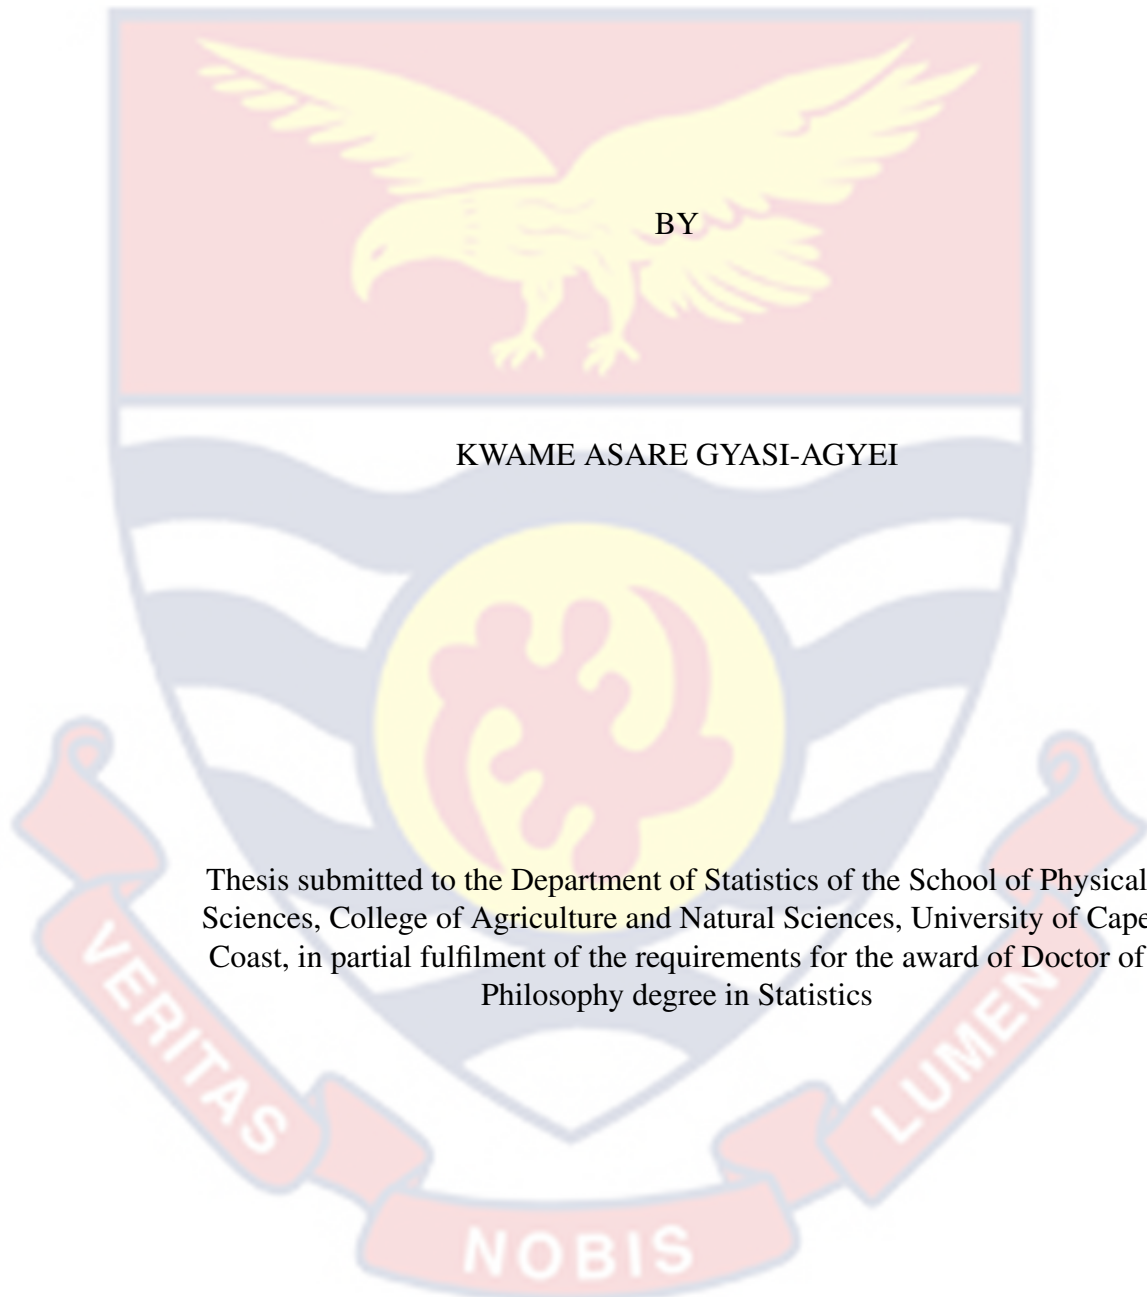 BY
KWAME ASARE GYASI-AGYEI
Thesis submitted to the Department of Statistics of the School of Physical
Sciences, College of Agriculture and Natural Sciences, University of Cape
Coast, in partial fulfilment of the requirements for the award of Doctor of
Philosophy degree in Statistics
VERITAS
NOBIS
LUMEN